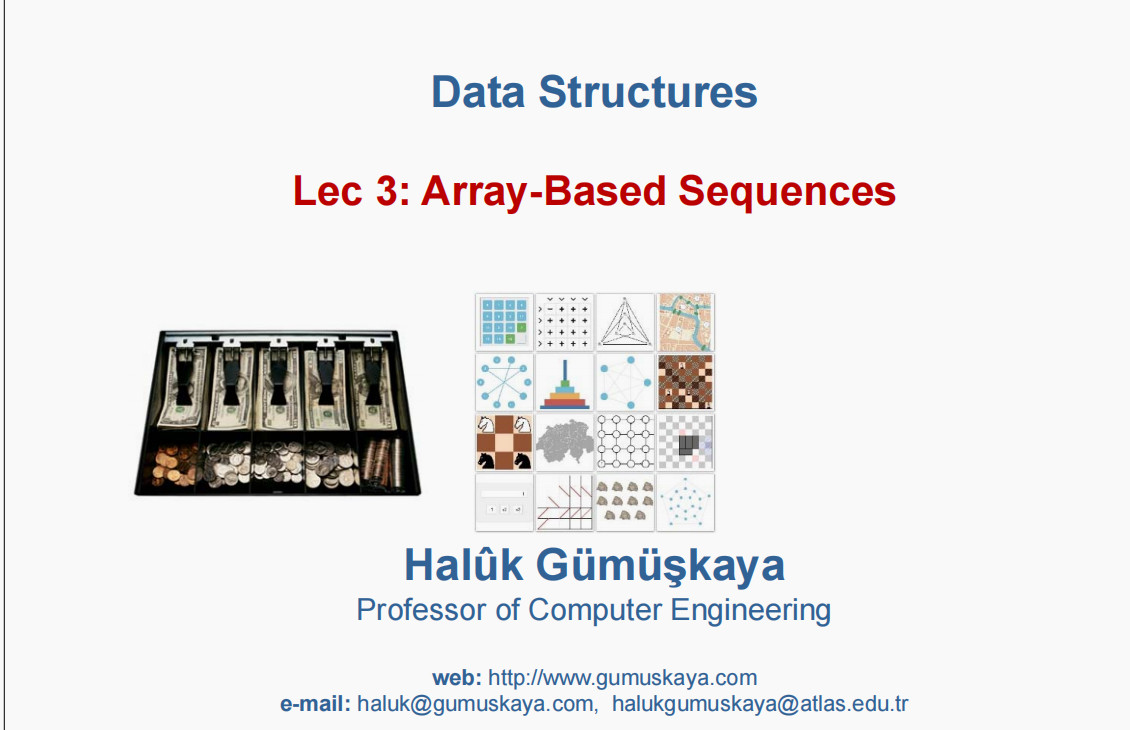 Data Structures
Lec 3: Array-Based Sequences
Halûk Gümüşkaya
Professor of Computer Engineering
web: http://www.gumuskaya.com
e-mail: haluk@gumuskaya.com, halukgumuskaya@atlas.edu.tr